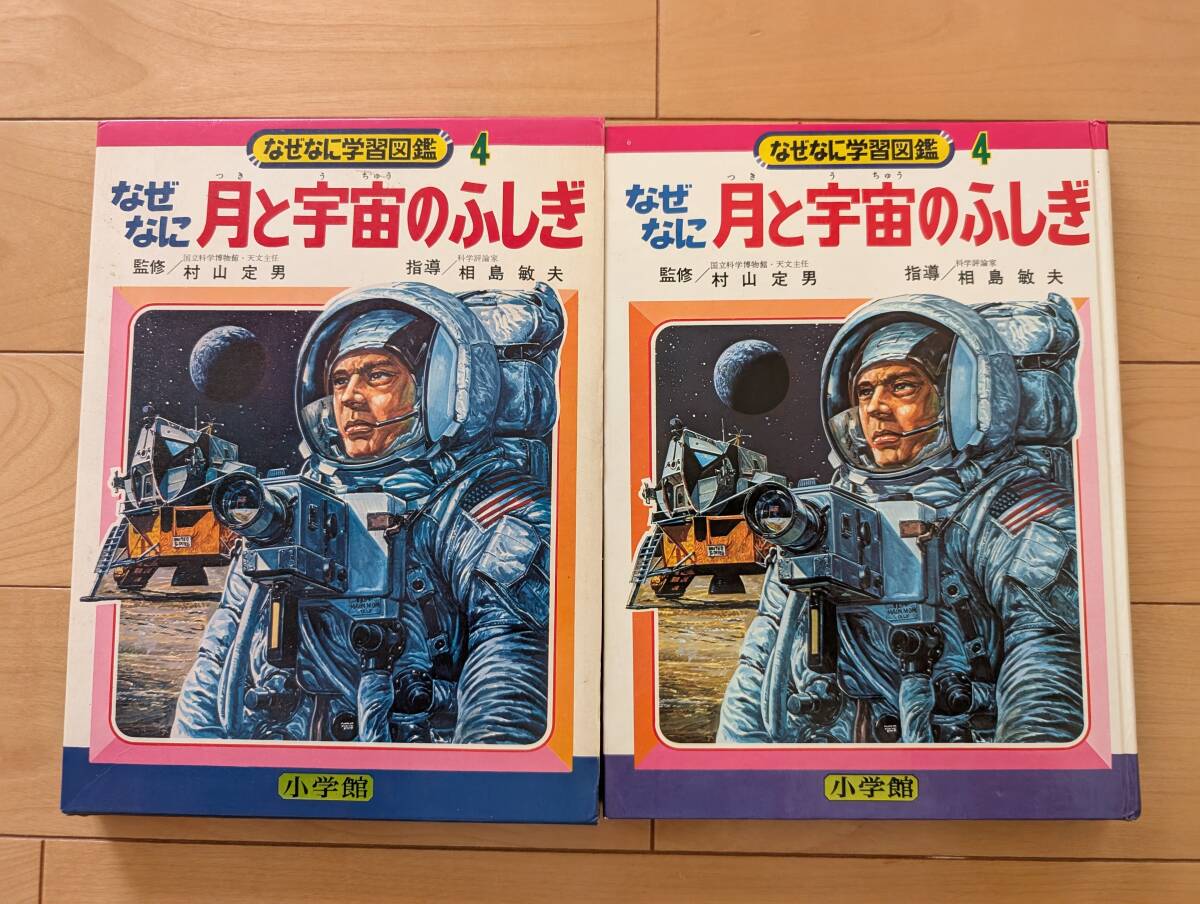 なぜなに学習図鑑 4
つき うちゅう
なぜなに 月と宇宙のふしぎ
国立科学博物館・天文主任 科学評論家
監修/村山定男 指導/相島敏夫
UNITED STATES
小学館
なぜなに学習図鑑 4
つき うちゅう
なぜなに 月と宇宙のふしぎ
国立科学博物館・天文主任 科学評論家
監修/村山定男 指導/相島敏夫
UNITED STATES
小学館